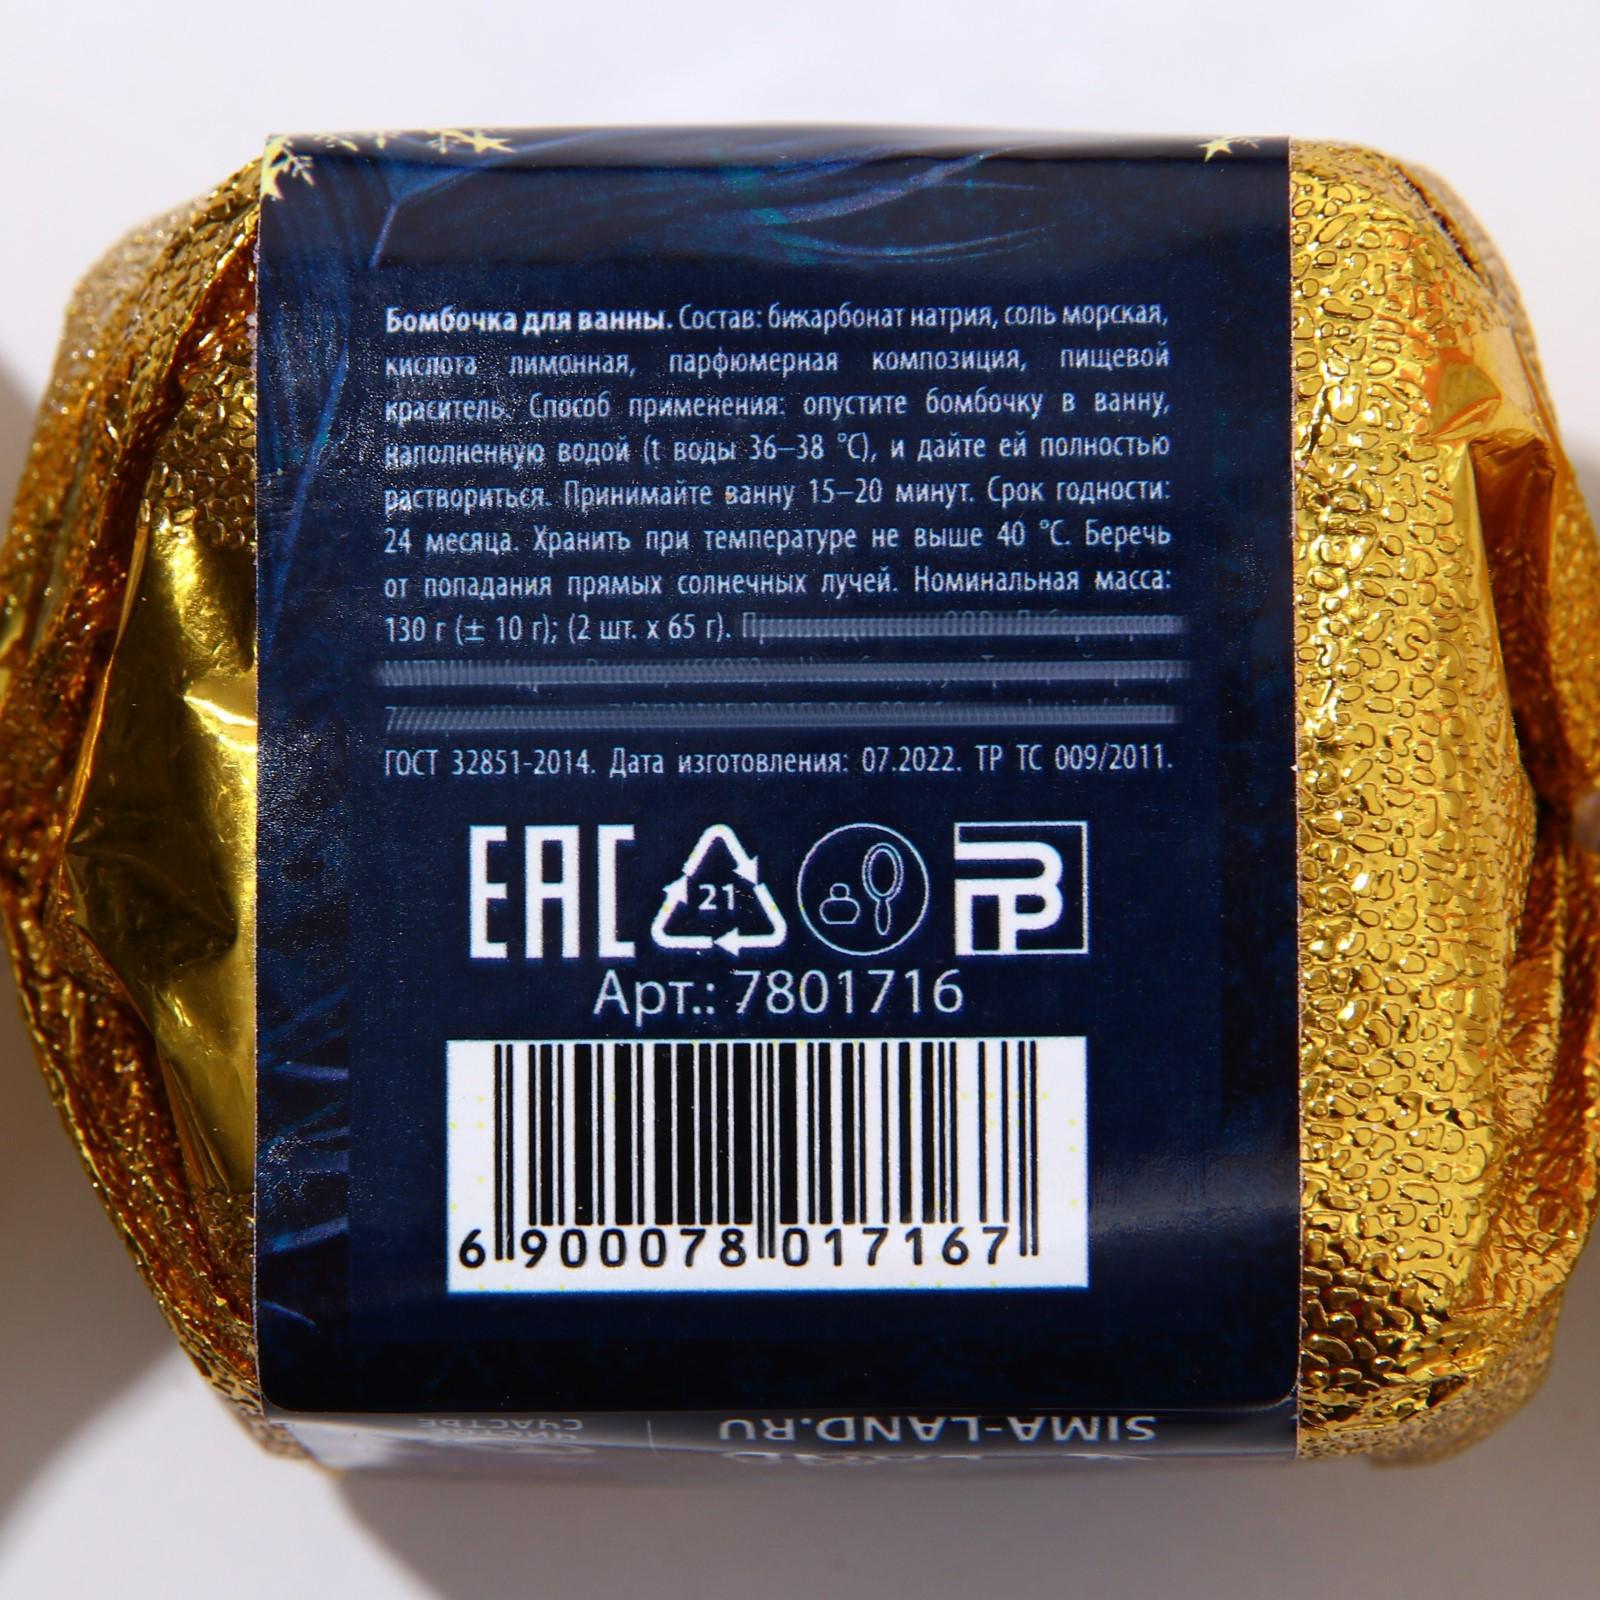 Бомбочка для ванны. Состав: бикарбонат натрия, соль морская,
кислота лимонная, парфюмерная композиция, пищевой
краситель. Способ применения: опустите бомбочку в ванну,
наполненную водой (t воды 36–38 °C), и дайте ей полностью
раствориться. Принимайте ванну 15–20 минут. Срок годности:
24 месяца. Хранить при температуре не выше 40 °C. Беречь
от попадания прямых солнечных лучей. Номинальная масса:
130 г (± 10 г); (2 шт. х 65 г).
ГОСТ 32851-2014. Дата изготовления: 07.2022. ТР ТС 009/2011.
EAC 21 РБ
Арт.: 7801716
6 900078 017167
SIMA-LAND.RU
ЧИСТОЕ
СЧАСТЬЕ